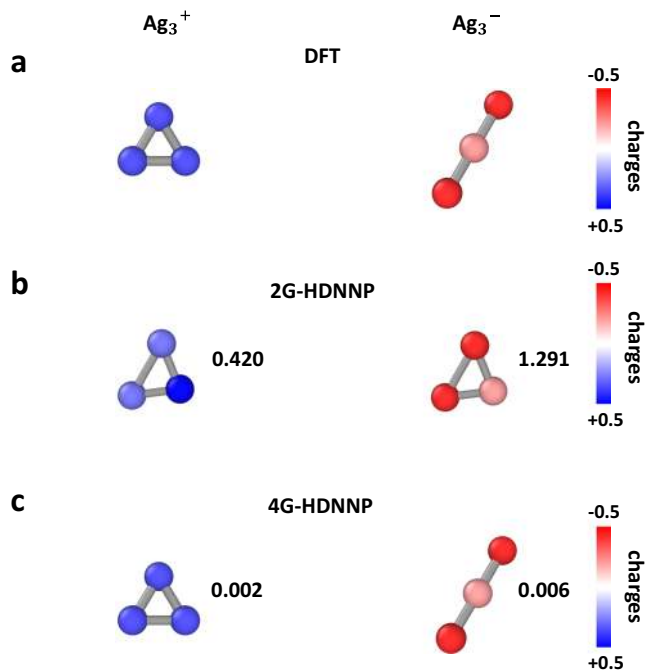 Ag₃⁺ Ag₃⁻
a DFT
-0.5
charges
+0.5
b 2G-HDNNP
-0.5
0.420 1.291
charges
+0.5
c 4G-HDNNP
-0.5
0.002 0.006
charges
+0.5